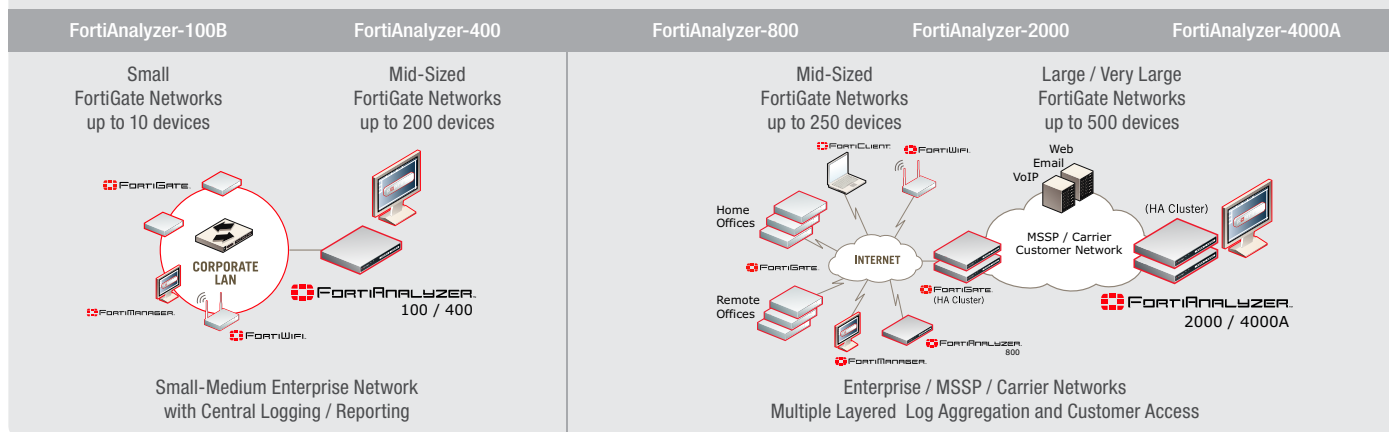 FortiAnalyzer-100B
FortiAnalyzer-400
FortiAnalyzer-800
FortiAnalyzer-2000
FortiAnalyzer-4000A
Small
FortiGate Networks
up to 10 devices
Mid-Sized
FortiGate Networks
up to 200 devices
FORTIGATE
CORPORATE
LAN
FORTIMANAGER
FORTIWIFI
FORTIANALYZER
100 / 400
Small-Medium Enterprise Network
with Central Logging / Reporting
Mid-Sized
FortiGate Networks
up to 250 devices
Large / Very Large
FortiGate Networks
up to 500 devices
FORTICLIENT
FORTIWIFI
Web
Email
VoIP
Home
Offices
FORTIGATE
Remote
Offices
INTERNET
FORTIGATE
(HA Cluster)
FORTIMANAGER
FORTIANALYZER
800
MSSP / Carrier
Customer Network
(HA Cluster)
FORTIANALYZER
2000 / 4000A
Enterprise / MSSP / Carrier Networks
Multiple Layered Log Aggregation and Customer Access